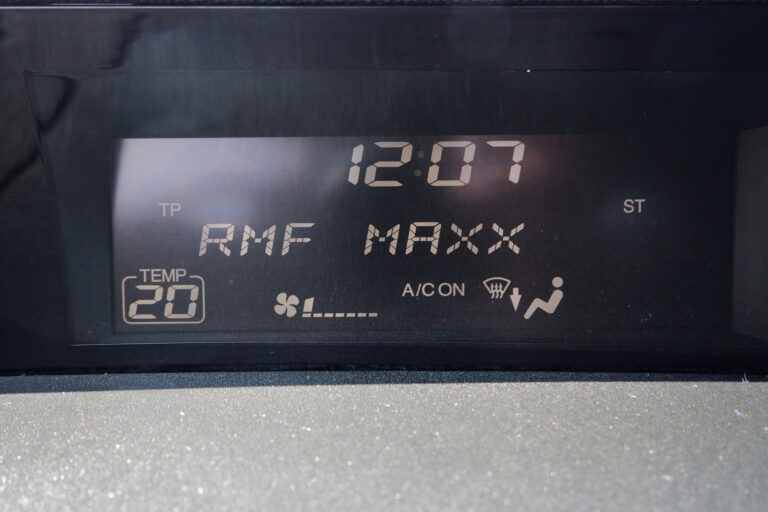 12:07
TP ST
RMF MAXX
TEMP
20 A/C ON